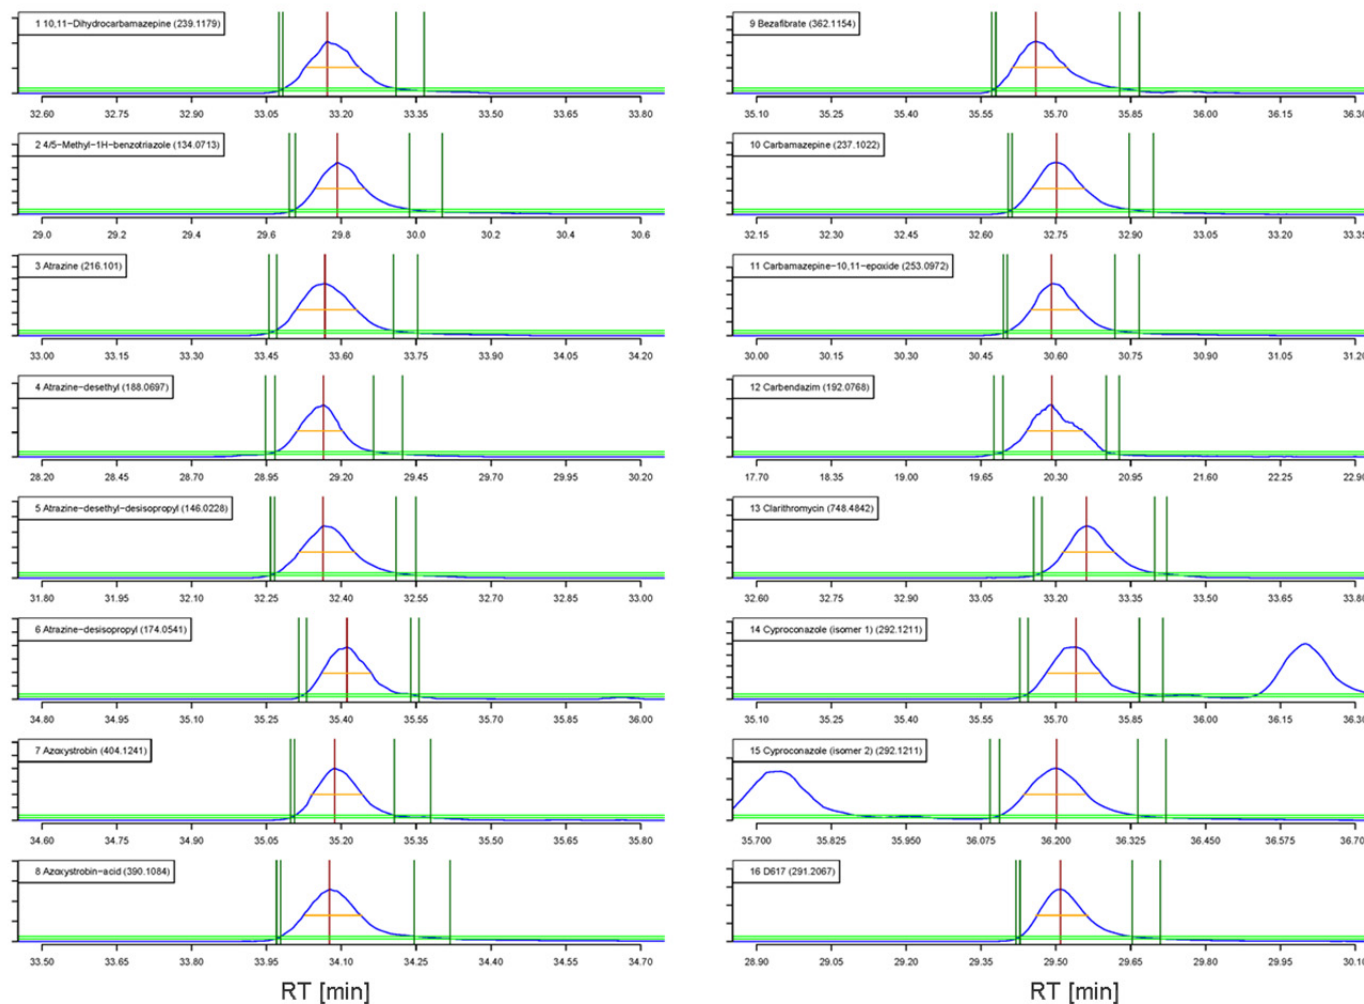 1 10,11−Dihydrocarbamazepine (239.1179)
32.60 32.75 32.90 33.05 33.20 33.35 33.50 33.65 33.80
2 4/5−Methyl−1H−benzotriazole (134.0713)
29.0 29.2 29.4 29.6 29.8 30.0 30.2 30.4 30.6
3 Atrazine (216.101)
33.00 33.15 33.30 33.45 33.60 33.75 33.90 34.05 34.20
4 Atrazine−desethyl (188.0697)
28.20 28.45 28.70 28.95 29.20 29.45 29.70 29.95 30.20
5 Atrazine−desethyl−desisopropyl (146.0228)
31.80 31.95 32.10 32.25 32.40 32.55 32.70 32.85 33.00
6 Atrazine−desisopropyl (174.0541)
34.80 34.95 35.10 35.25 35.40 35.55 35.70 35.85 36.00
7 Azoxystrobin (404.1241)
34.60 34.75 34.90 35.05 35.20 35.35 35.50 35.65 35.80
8 Azoxystrobin−acid (390.1084)
33.50 33.65 33.80 33.95 34.10 34.25 34.40 34.55 34.70
RT [min]
9 Bezafibrate (362.1154)
35.10 35.25 35.40 35.55 35.70 35.85 36.00 36.15 36.30
10 Carbamazepine (237.1022)
32.15 32.30 32.45 32.60 32.75 32.90 33.05 33.20 33.35
11 Carbamazepine−10,11−epoxide (253.0972)
30.00 30.15 30.30 30.45 30.60 30.75 30.90 31.05 31.20
12 Carbendazim (192.0768)
17.70 18.35 19.00 19.65 20.30 20.95 21.60 22.25 22.90
13 Clarithromycin (748.4842)
32.60 32.75 32.90 33.05 33.20 33.35 33.50 33.65 33.80
14 Cyproconazole (isomer 1) (292.1211)
35.10 35.25 35.40 35.55 35.70 35.85 36.00 36.15 36.30
15 Cyproconazole (isomer 2) (292.1211)
35.700 35.825 35.950 36.075 36.200 36.325 36.450 36.575 36.700
16 D617 (291.2067)
28.90 29.05 29.20 29.35 29.50 29.65 29.80 29.95 30.10
RT [min]